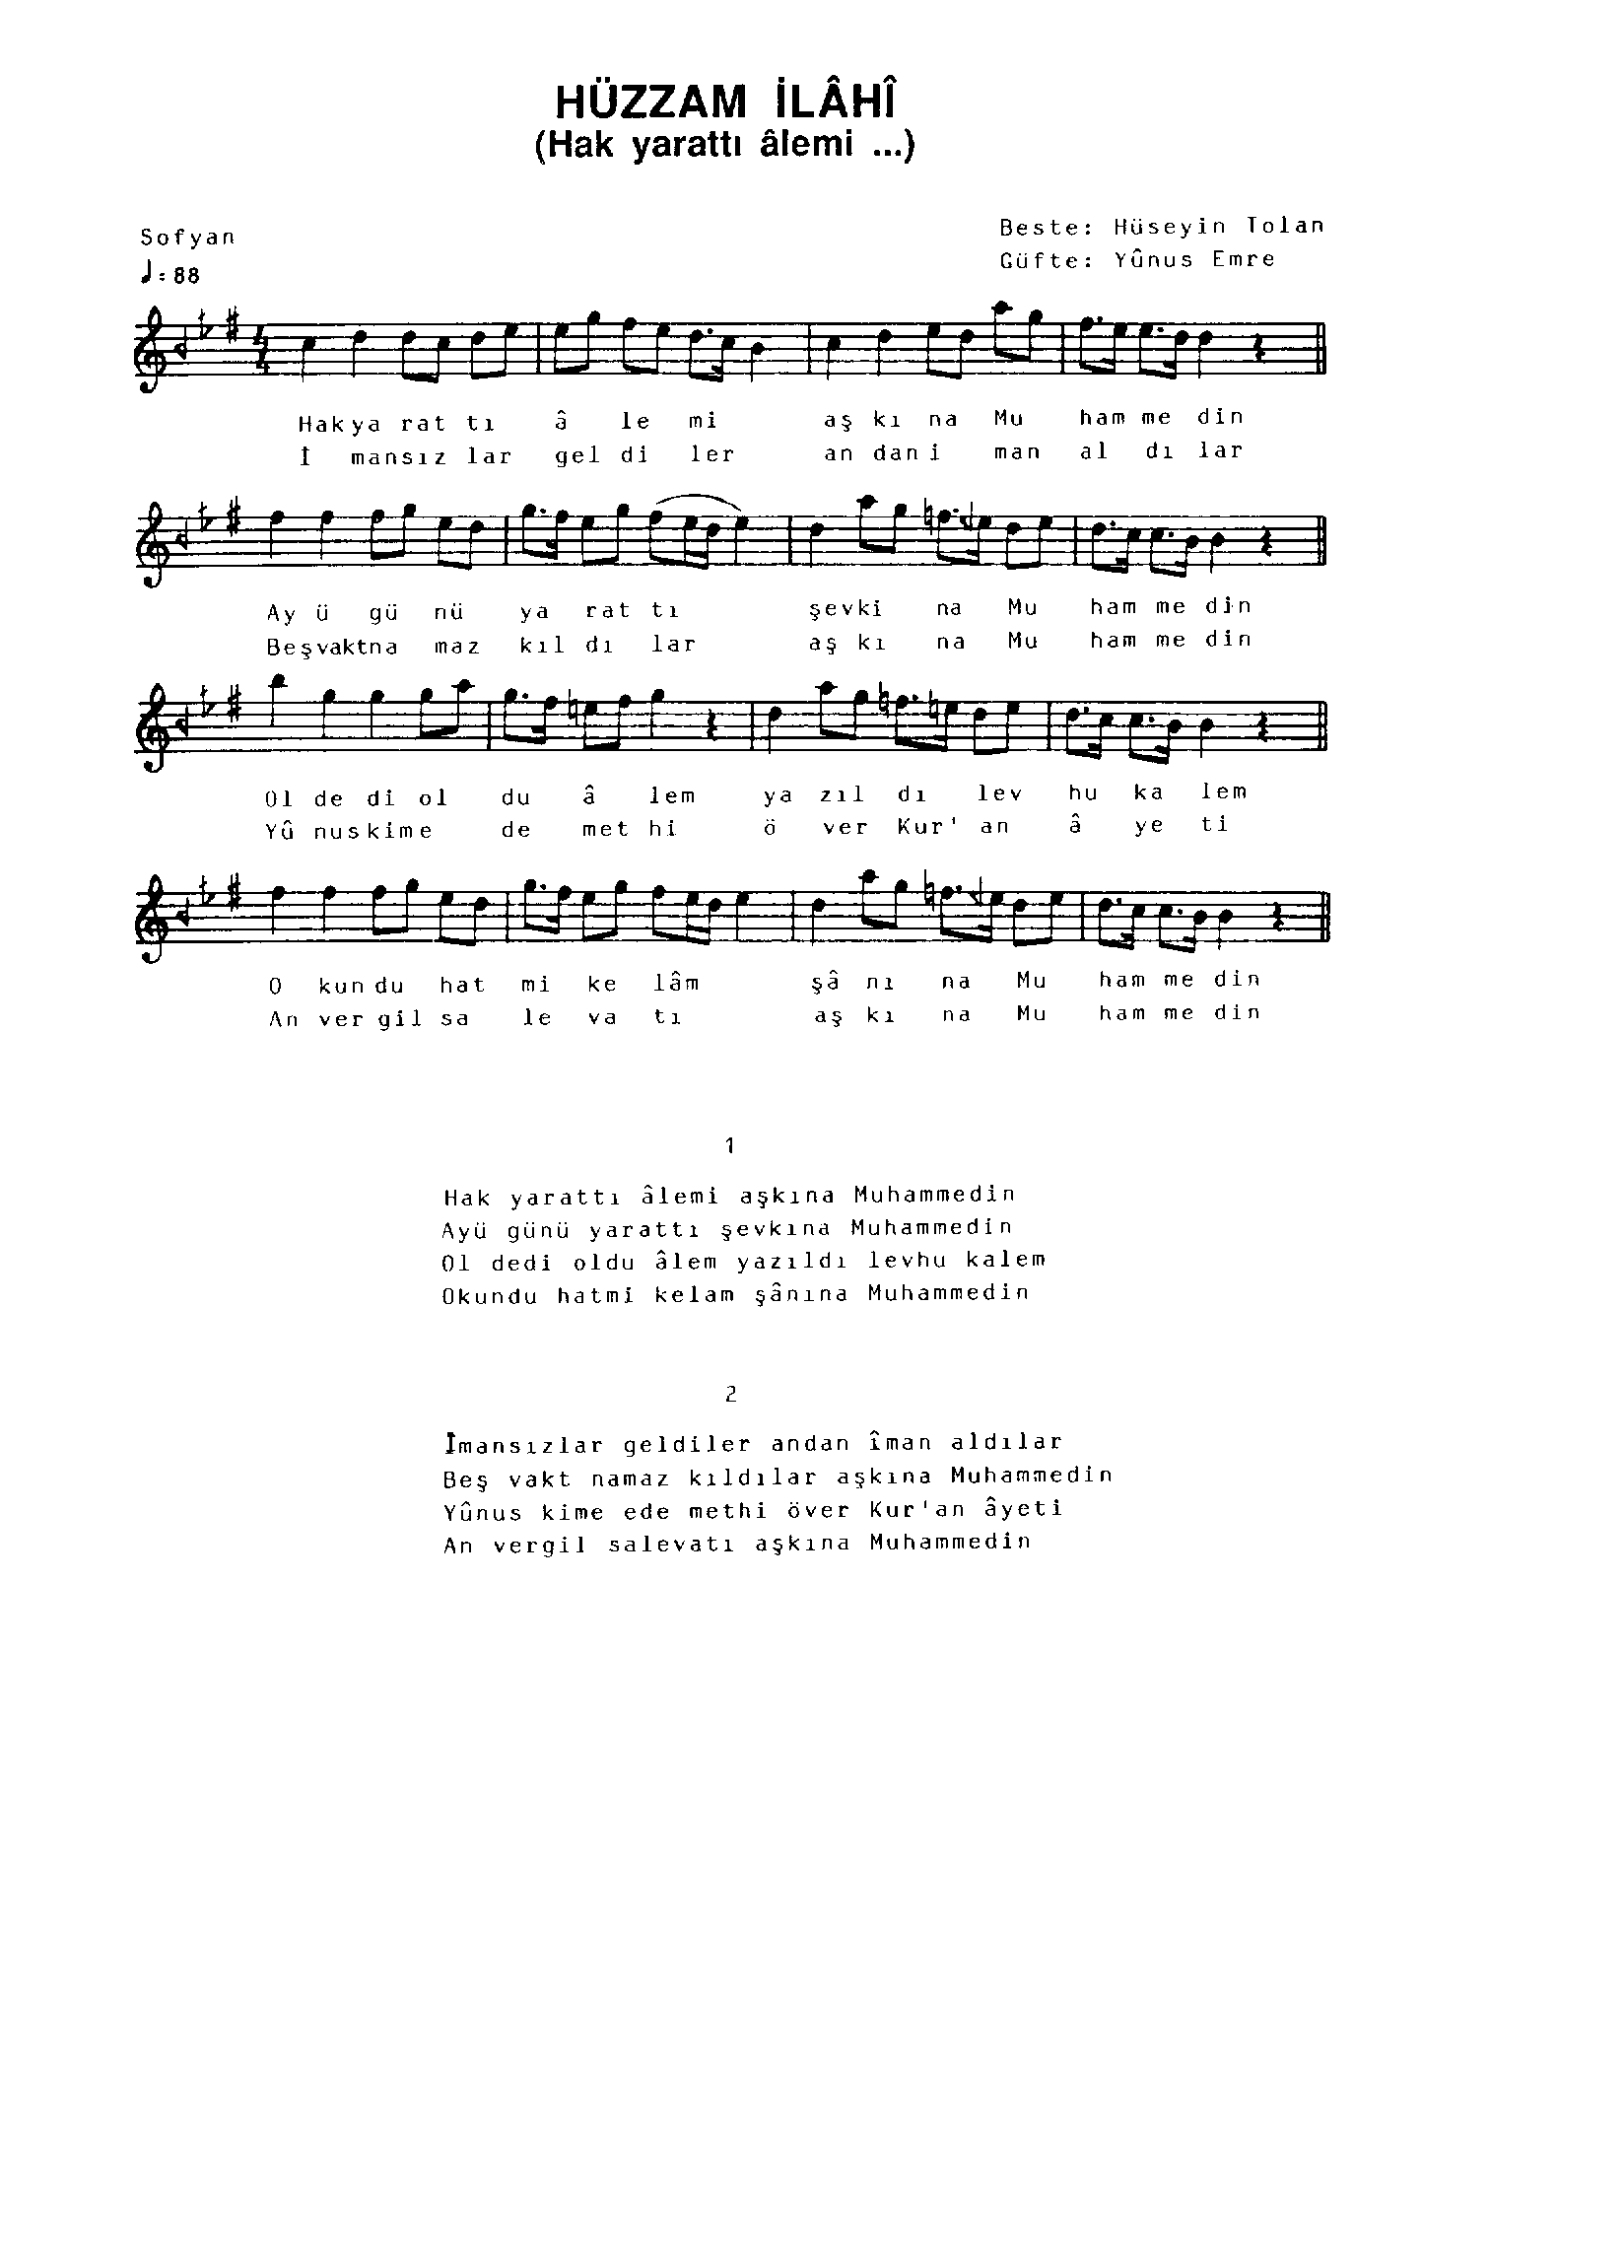 HÜZZAM İLÂHÎ
(Hak yarattı âlemi ...)
Sofyan
♩=88
Beste: Hüseyin Tolan
Güfte: Yûnus Emre
4/4
Hak ya rat tı â le mi aş kı na Mu ham me din
İ mansız lar gel di ler an dan i man al dı lar
Ay ü gü nü ya rat tı şevki na Mu ham me din
Beşvaktna maz kıl dı lar aş kı na Mu ham me din
Ol de di ol du â lem ya zıl dı lev hu ka lem
Yû nuskime de met hi ö ver Kur' an â ye ti
O kun du hat mi ke lâm şâ nı na Mu ham me din
An ver gil sa le va tı aş kı na Mu ham me din
1
Hak yarattı âlemi aşkına Muhammedin
Ayü günü yarattı şevkına Muhammedin
Ol dedi oldu âlem yazıldı levhu kalem
Okundu hatmi kelam şânına Muhammedin
2
İmansızlar geldiler andan îman aldılar
Beş vakt namaz kıldılar aşkına Muhammedin
Yûnus kime ede methi över Kur'an âyeti
An vergil salevatı aşkına Muhammedin